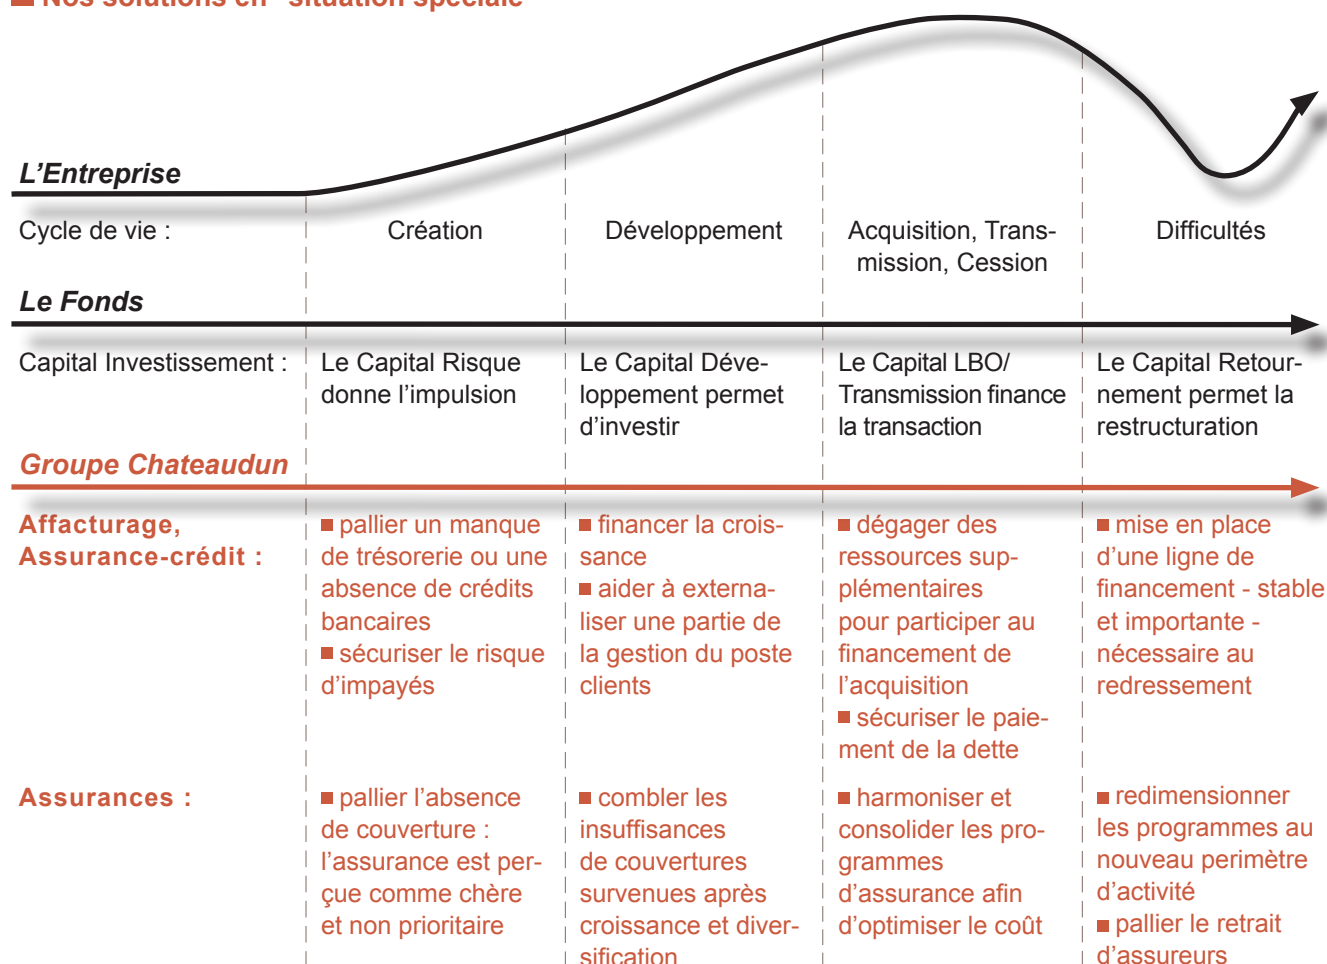 Nos solutions en "situation spéciale"
L'Entreprise
Cycle de vie :
Création
Développement
Acquisition, Trans-
mission, Cession
Difficultés
Le Fonds
Capital Investissement :
Le Capital Risque
donne l'impulsion
Le Capital Déve-
loppement permet
d'investir
Le Capital LBO/
Transmission finance
la transaction
Le Capital Retour-
nement permet la
restructuration
Groupe Chateaudun
Affacturage,
Assurance-crédit :
pallier un manque
de trésorerie ou une
absence de crédits
bancaires
sécuriser le risque
d'impayés
financer la crois-
sance
aider à externa-
liser une partie de
la gestion du poste
clients
dégager des
ressources sup-
plémentaires
pour participer au
financement de
l'acquisition
sécuriser le paie-
ment de la dette
mise en place
d'une ligne de
financement - stable
et importante -
nécessaire au
redressement
Assurances :
pallier l'absence
de couverture :
l'assurance est per-
çue comme chère
et non prioritaire
combler les
insuffisances
de couvertures
survenues après
croissance et diver-
sification
harmoniser et
consolider les pro-
grammes
d'assurance afin
d'optimiser le coût
redimensionner
les programmes au
nouveau perimètre
d'activité
pallier le retrait
d'assureurs